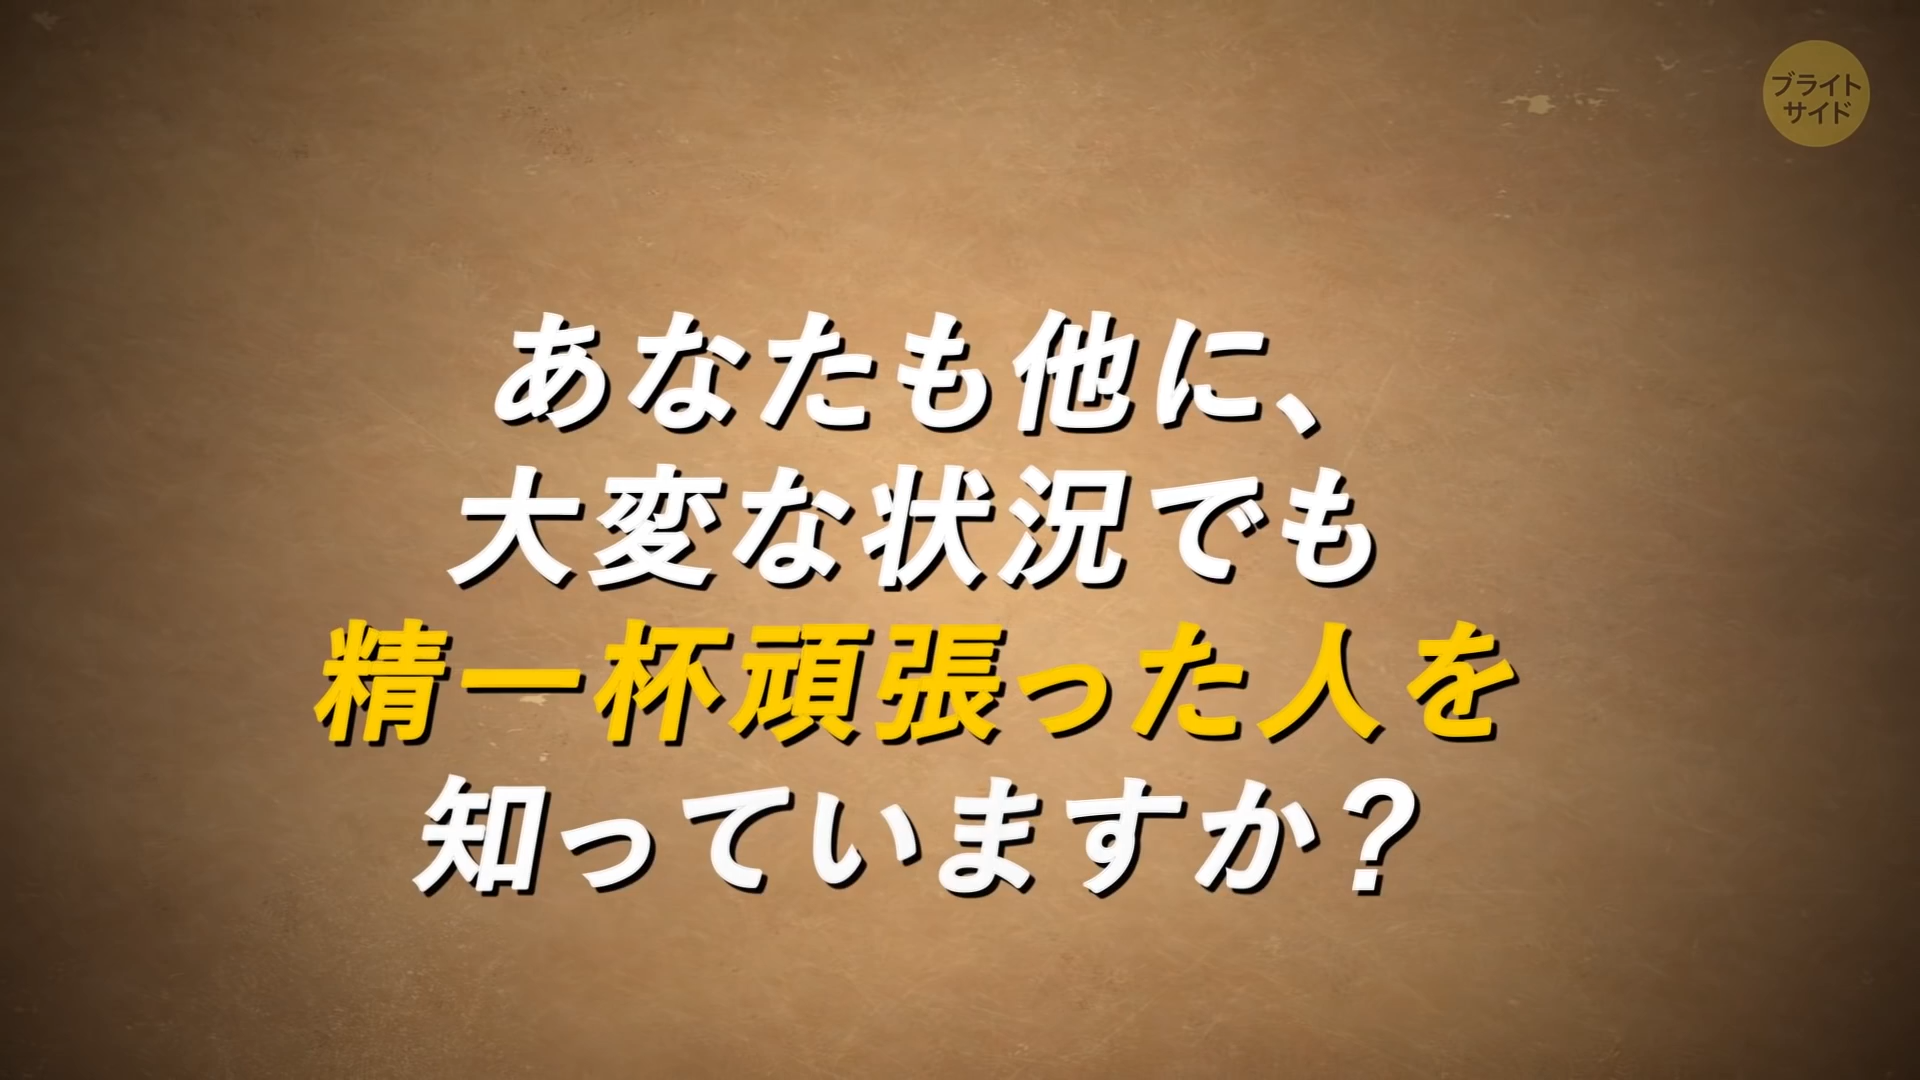 ブライト
サイド
あなたも他に、
大変な状況でも
精一杯頑張った人を
知っていますか?